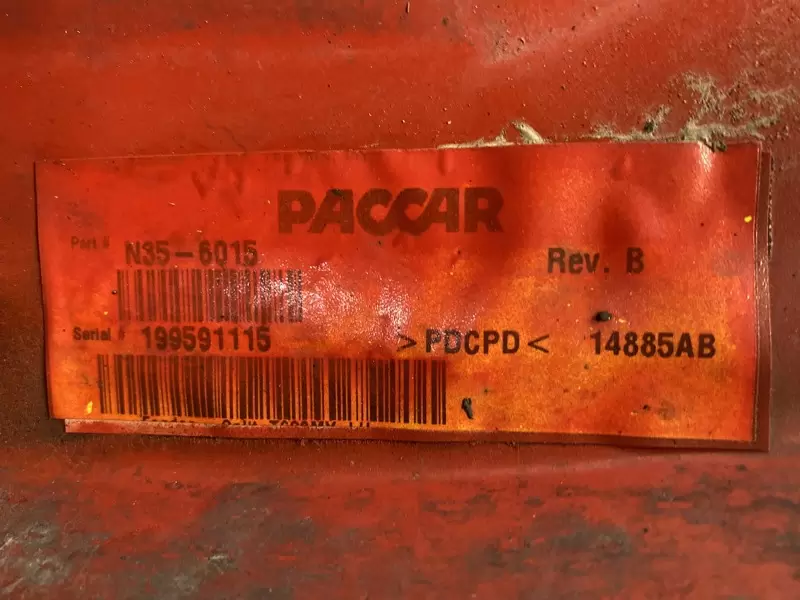 PACCAR
Part # N35-6015 Rev. B
Serial # 199591115 >PDCPD< 14885AB